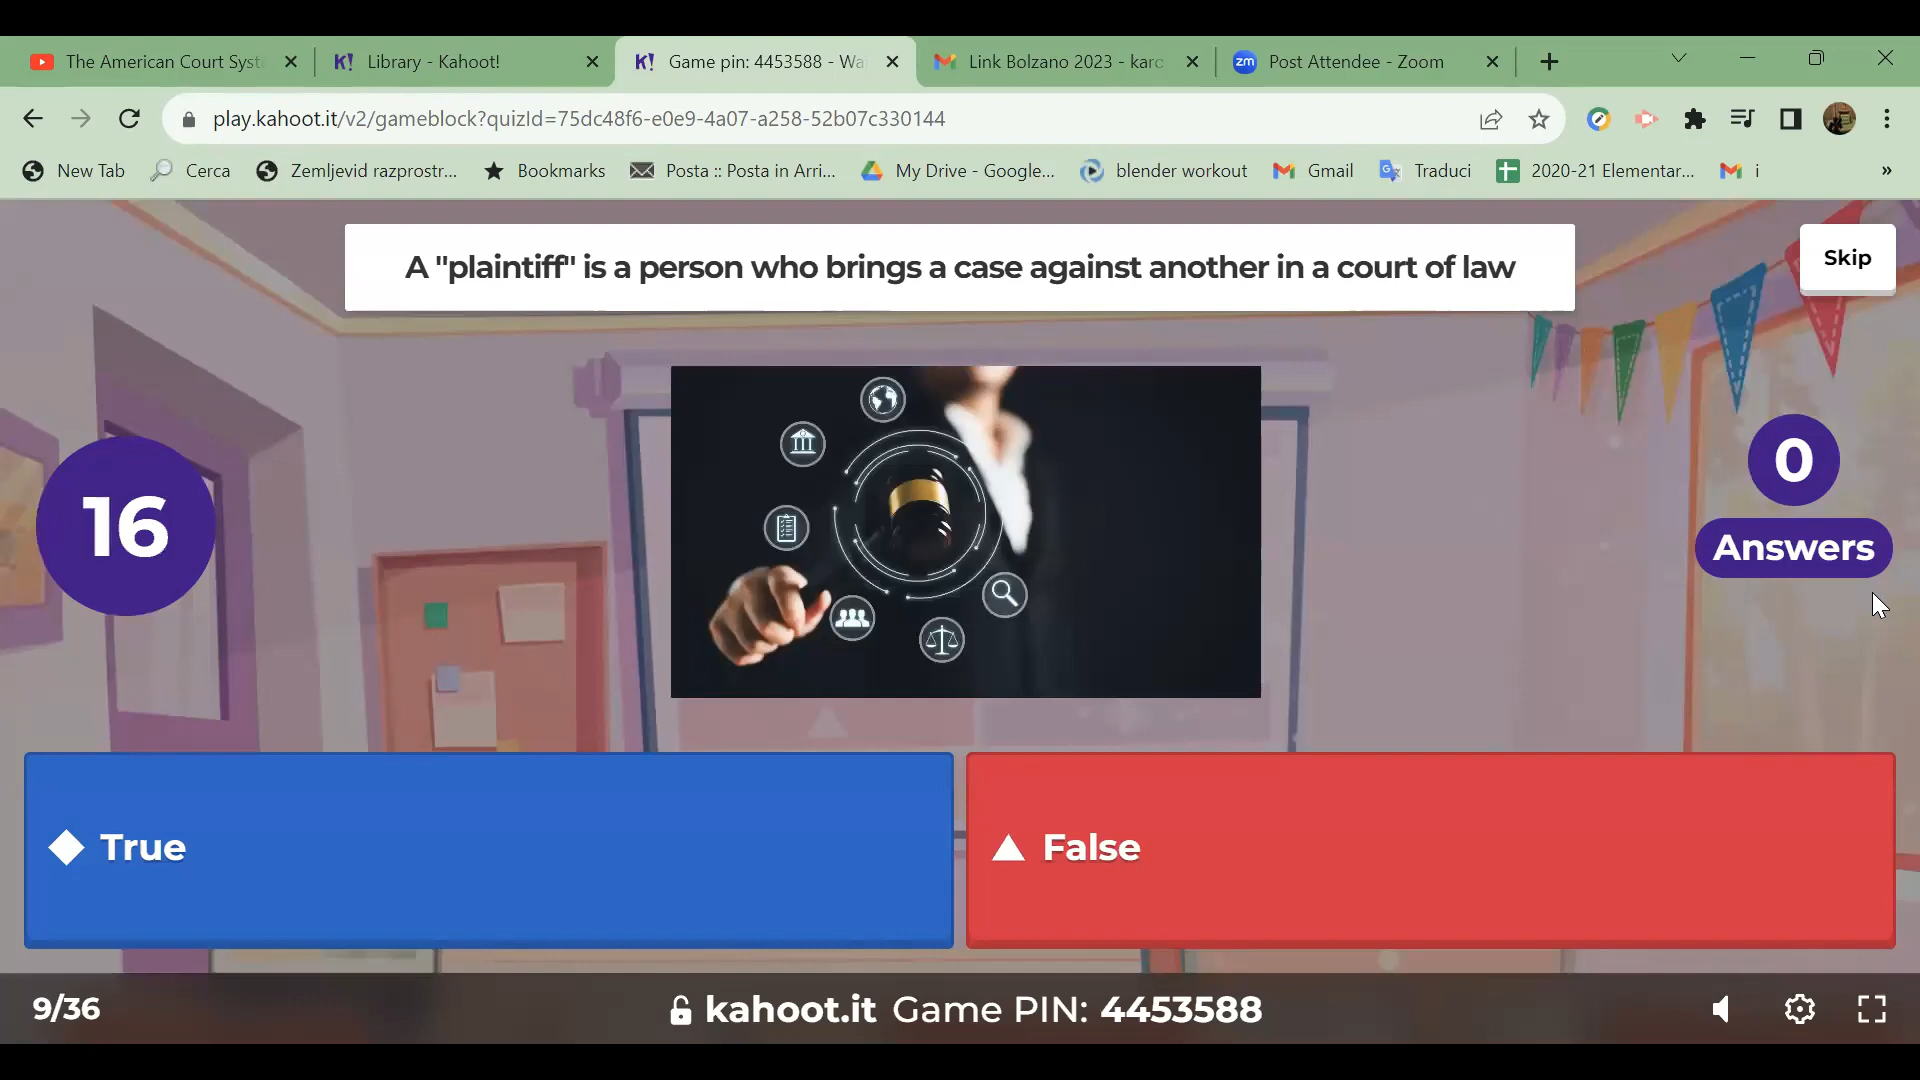 The American Court Syst
Library - Kahoot!
Game pin: 4453588 - Wa
Link Bolzano 2023 - karo
Post Attendee - Zoom
play.kahoot.it/v2/gameblock?quizId=75dc48f6-e0e9-4a07-a258-52b07c330144
New Tab
Cerca
Zemljevid razprostr...
Bookmarks
Posta :: Posta in Arri...
My Drive - Google...
blender workout
Gmail
Traduci
2020-21 Elementar...
i
A "plaintiff" is a person who brings a case against another in a court of law
Skip
16
0
Answers
True
False
9/36
kahoot.it Game PIN: 4453588